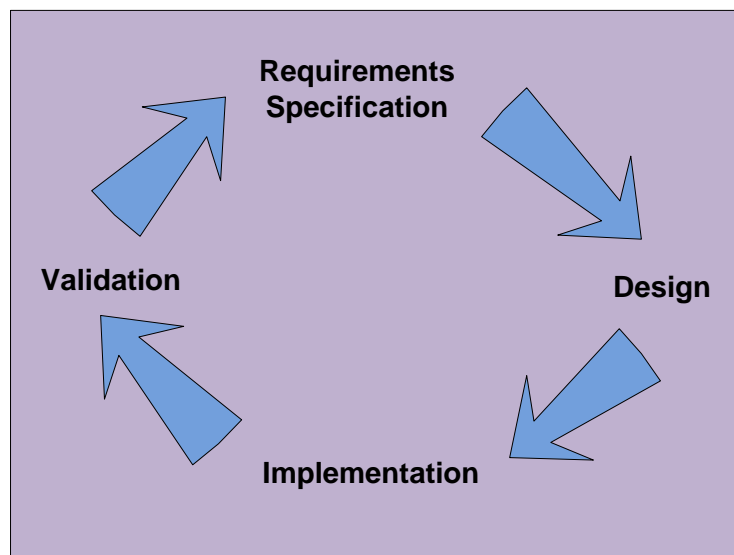 Requirements
Specification
Validation
Design
Implementation